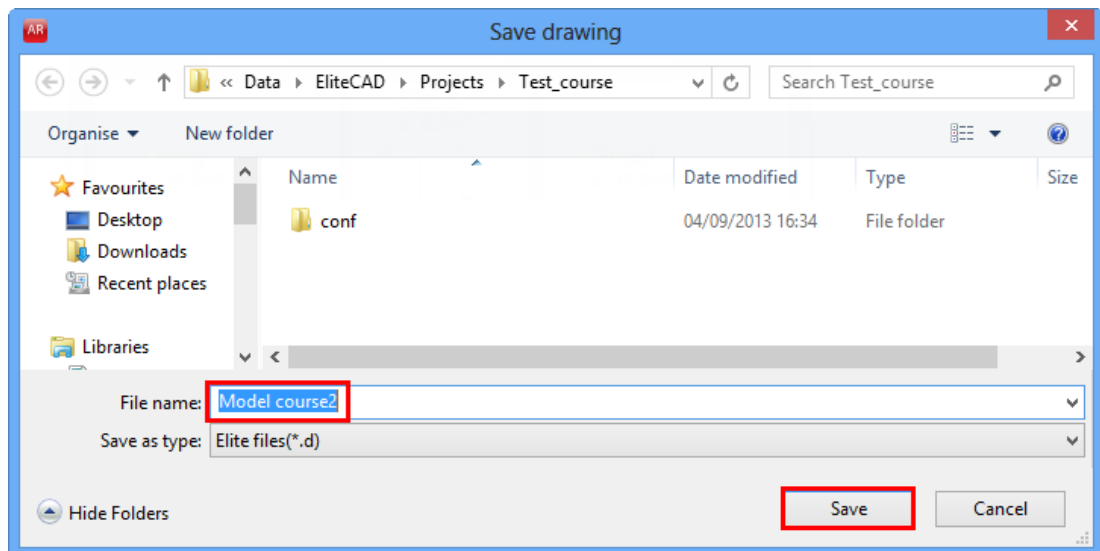 AR Save drawing
« Data EliteCAD Projects Test_course Search Test_course
Organise New folder
Name Date modified Type Size
Favourites
conf 04/09/2013 16:34 File folder
Desktop
Downloads
Recent places
Libraries
File name: Model course2
Save as type: Elite files(*.d)
Hide Folders Save Cancel